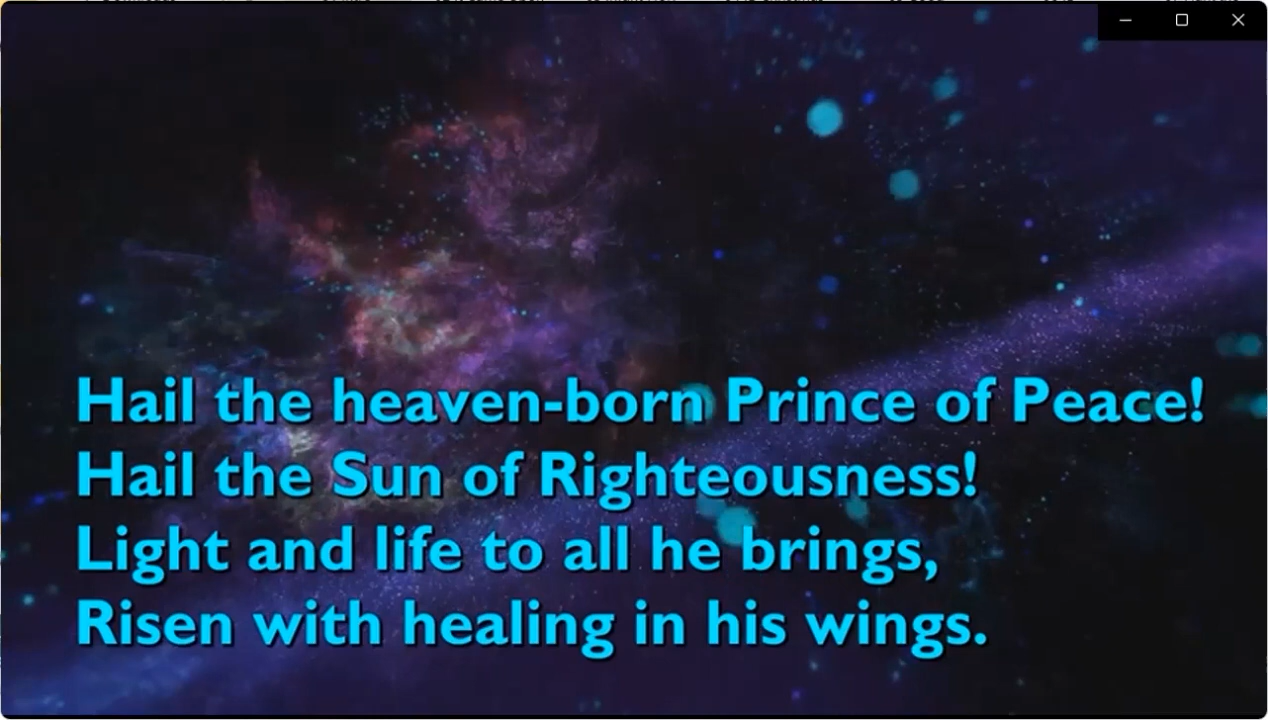 Hail the heaven-born Prince of Peace!
Hail the Sun of Righteousness!
Light and life to all he brings,
Risen with healing in his wings.